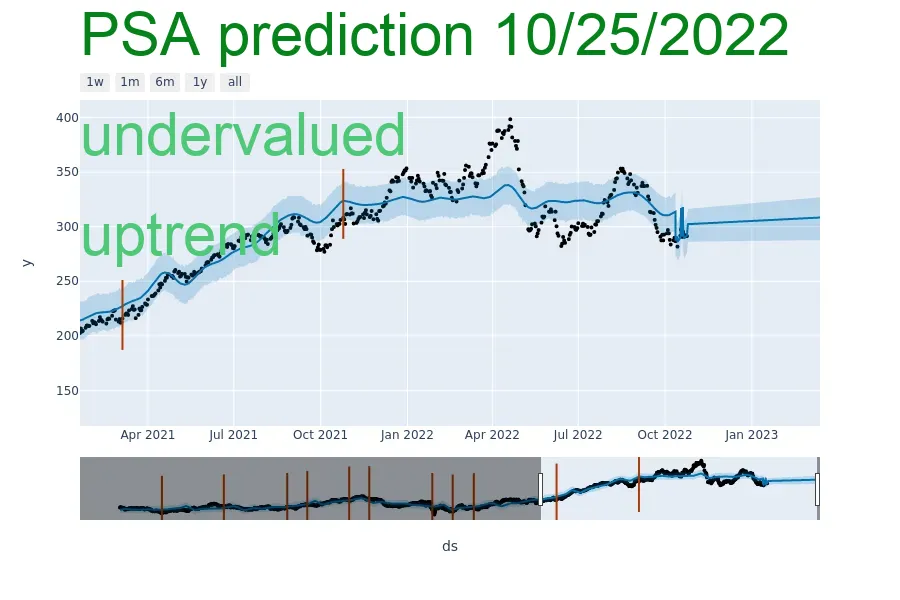 PSA prediction 10/25/2022
1w 1m 6m 1y all
undervalued
uptrend
400
350
300
250
200
150
y
Apr 2021 Jul 2021 Oct 2021 Jan 2022 Apr 2022 Jul 2022 Oct 2022 Jan 2023
ds